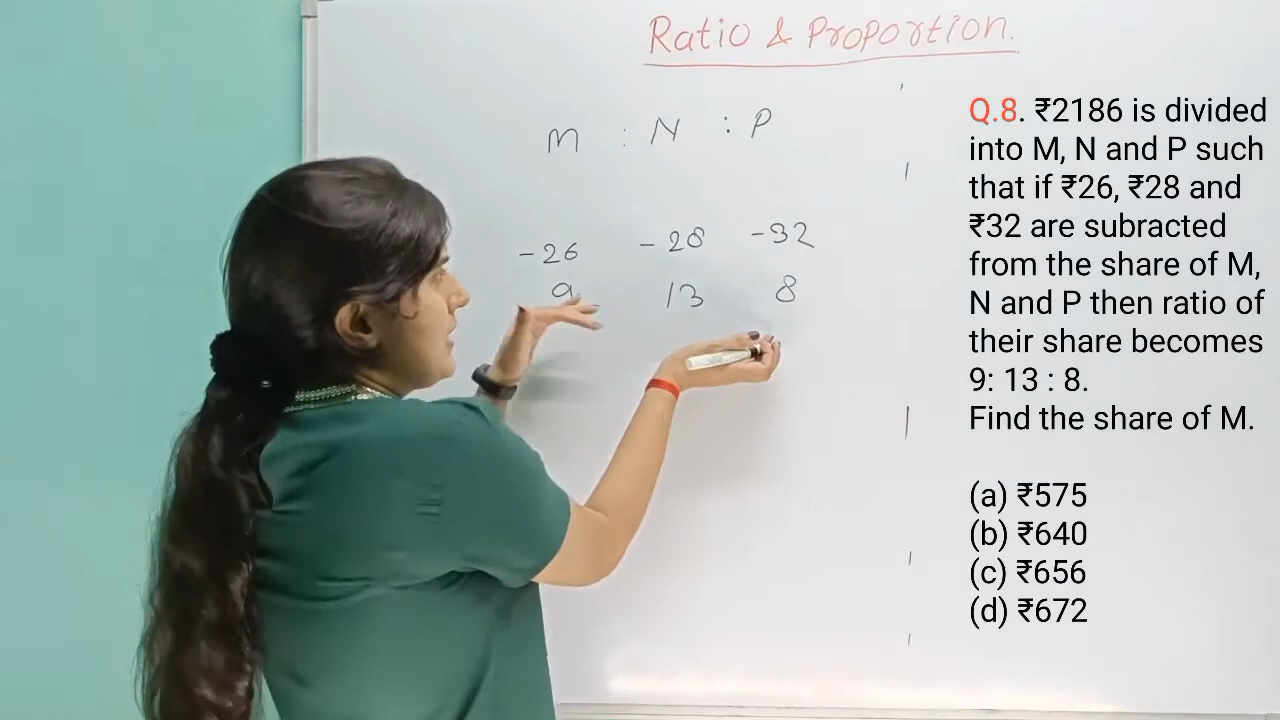 Ratio & Proportion.
M : N : P
-26 -28 -32
9 13 8
Q.8. ₹2186 is divided
into M, N and P such
that if ₹26, ₹28 and
₹32 are subracted
from the share of M,
N and P then ratio of
their share becomes
9: 13 : 8.
Find the share of M.
(a) ₹575
(b) ₹640
(c) ₹656
(d) ₹672